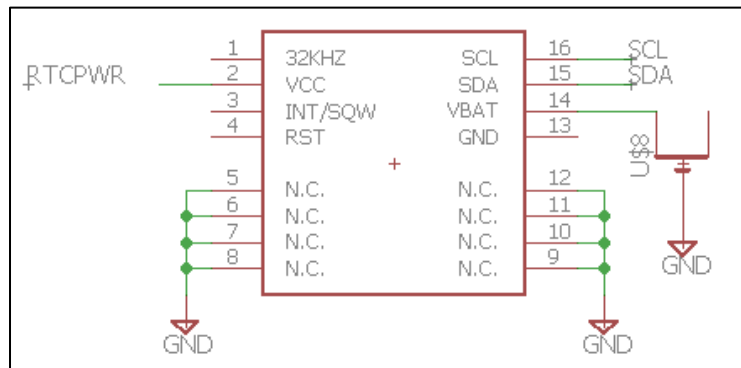 1 32KHZ SCL 16 SCL
RTCPWR 2 VCC SDA 15 SDA
3 INT/SQW VBAT 14
4 RST GND 13
U$8
5 N.C. N.C. 12
6 N.C. N.C. 11
7 N.C. N.C. 10
8 N.C. N.C. 9
GND
GND GND